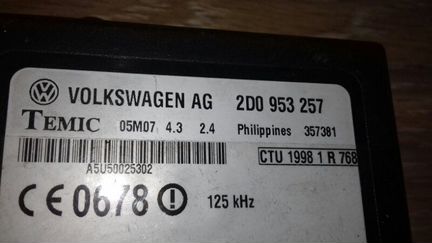 VOLKSWAGEN AG 2D0 953 257
TEMIC 05M07 4.3 2.4 Philippines 357381
A5U50025302
CTU 1998 1 R 768
CE 0678 125 kHz